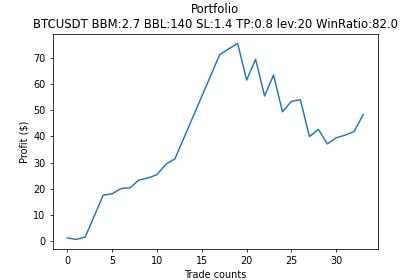 Portfolio
BTCUSDT BBM:2.7 BBL:140 SL:1.4 TP:0.8 lev:20 WinRatio:82.0
Profit ($)
70
60
50
40
30
20
10
0
0 5 10 15 20 25 30
Trade counts